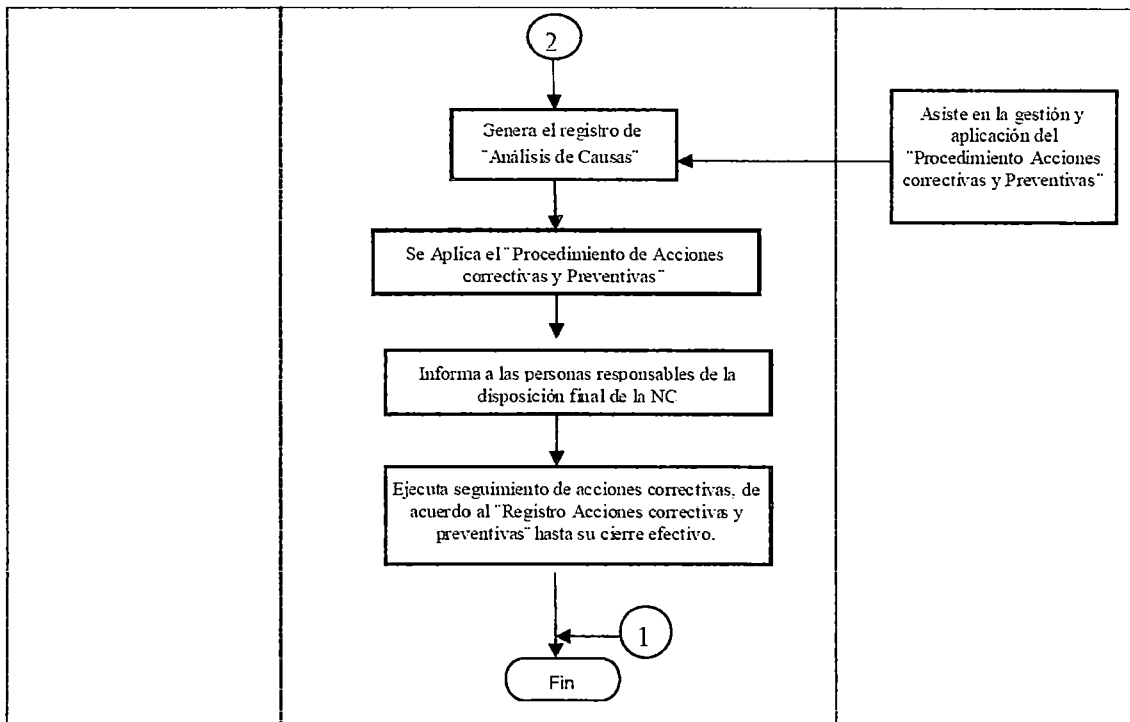 2
Genera el registro de
¨Análisis de Causas¨
Asiste en la gestión y
aplicación del
¨Procedimiento Acciones
correctivas y Preventivas¨
Se Aplica el ¨Procedimiento de Acciones
correctivas y Preventivas¨
Informa a las personas responsables de la
disposición final de la NC
Ejecuta seguimiento de acciones correctivas, de
acuerdo al ¨Registro Acciones correctivas y
preventivas¨ hasta su cierre efectivo.
1
Fin